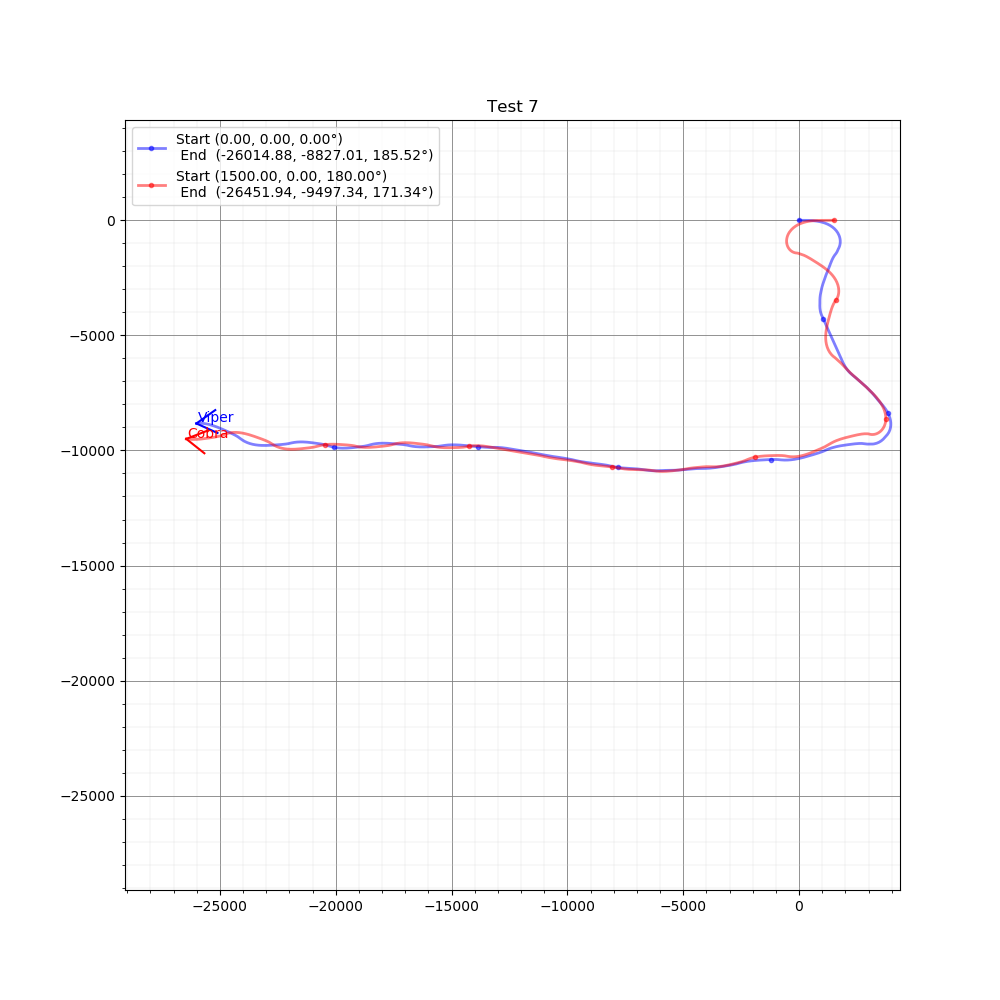 Test 7
Start (0.00, 0.00, 0.00°)
End (-26014.88, -8827.01, 185.52°)
Start (1500.00, 0.00, 180.00°)
End (-26451.94, -9497.34, 171.34°)
0
−5000
−10000
−15000
−20000
−25000
Viper
Cobra
−25000
−20000
−15000
−10000
−5000
0